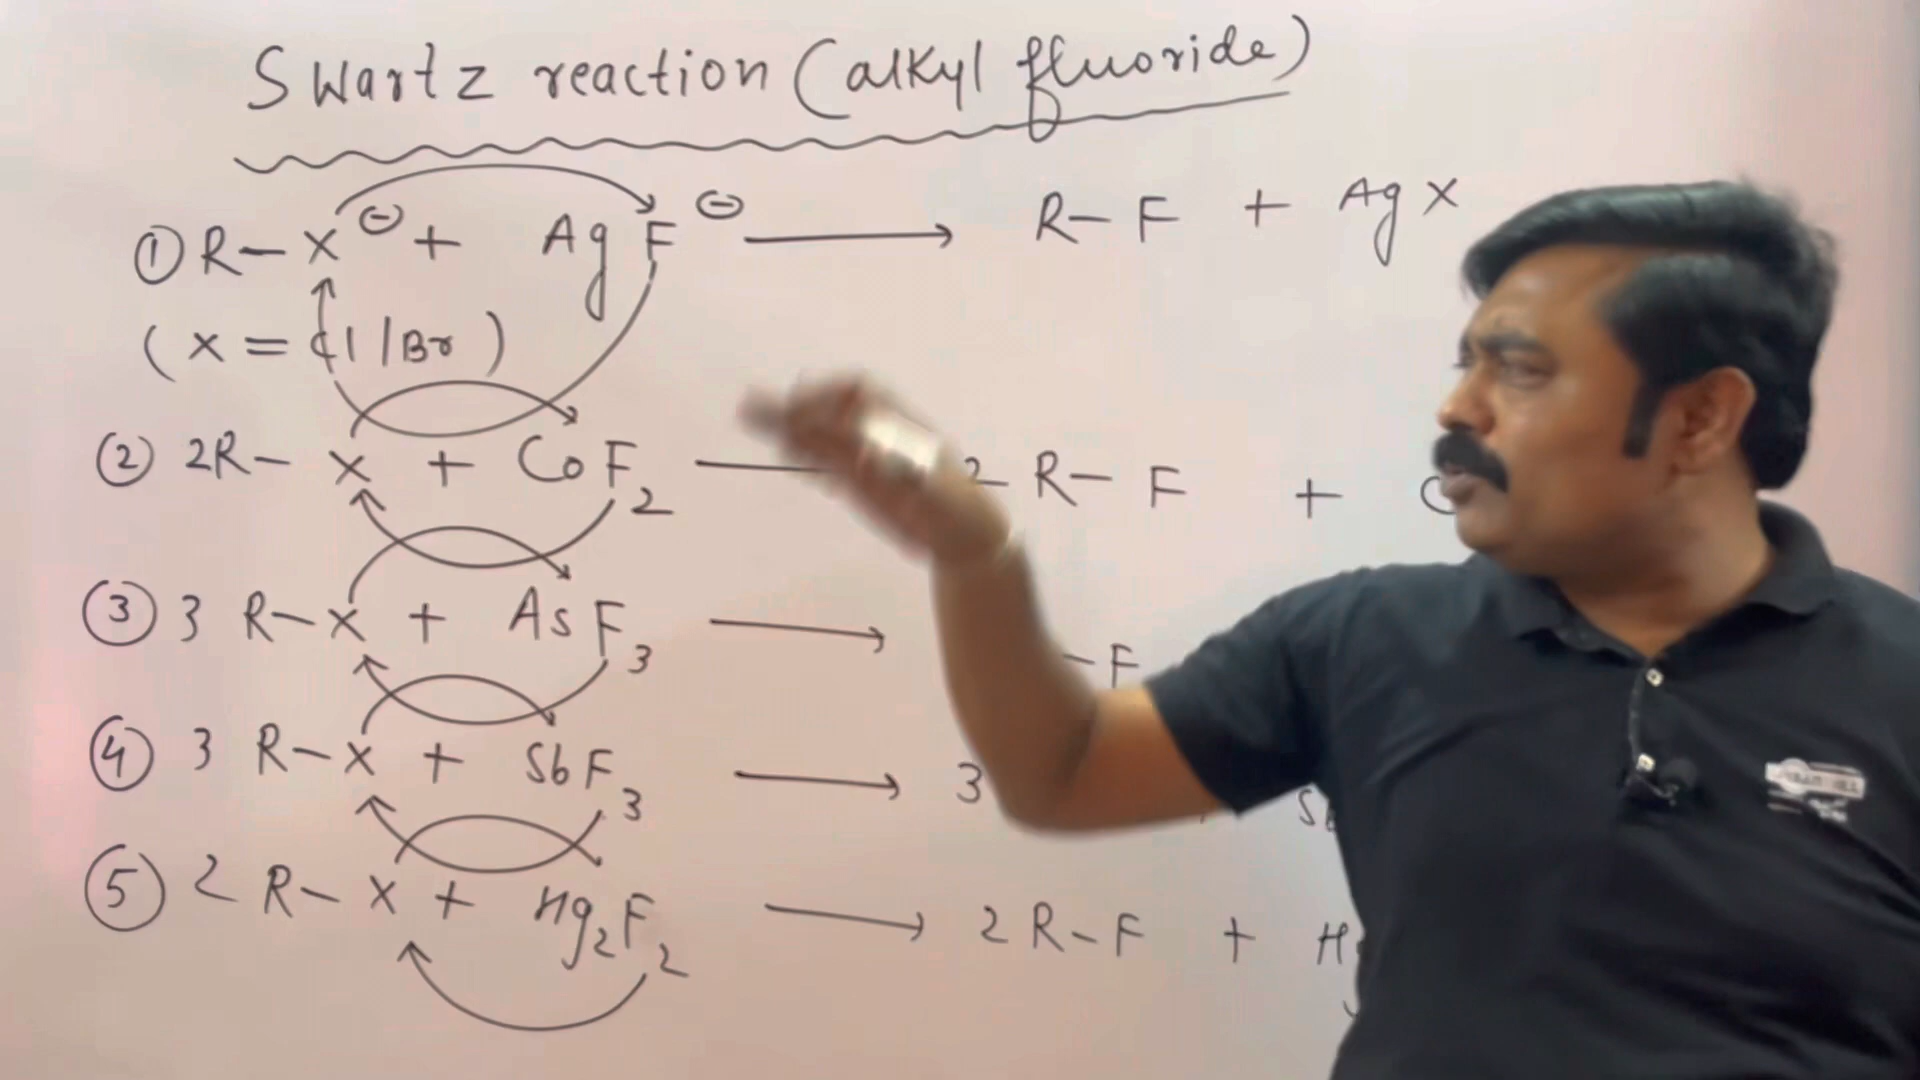 Swartz reaction (alkyl fluoride)
① R-X⊖ + AgF⊖ → R-F + AgX
(X = Cl/Br)
② 2R-X + CoF₂ → 2 R-F + C
③ 3 R-X + AsF₃ → -F
④ 3 R-X + SbF₃ → 3 + Sb
⑤ 2 R-X + Hg₂F₂ → 2 R-F + H